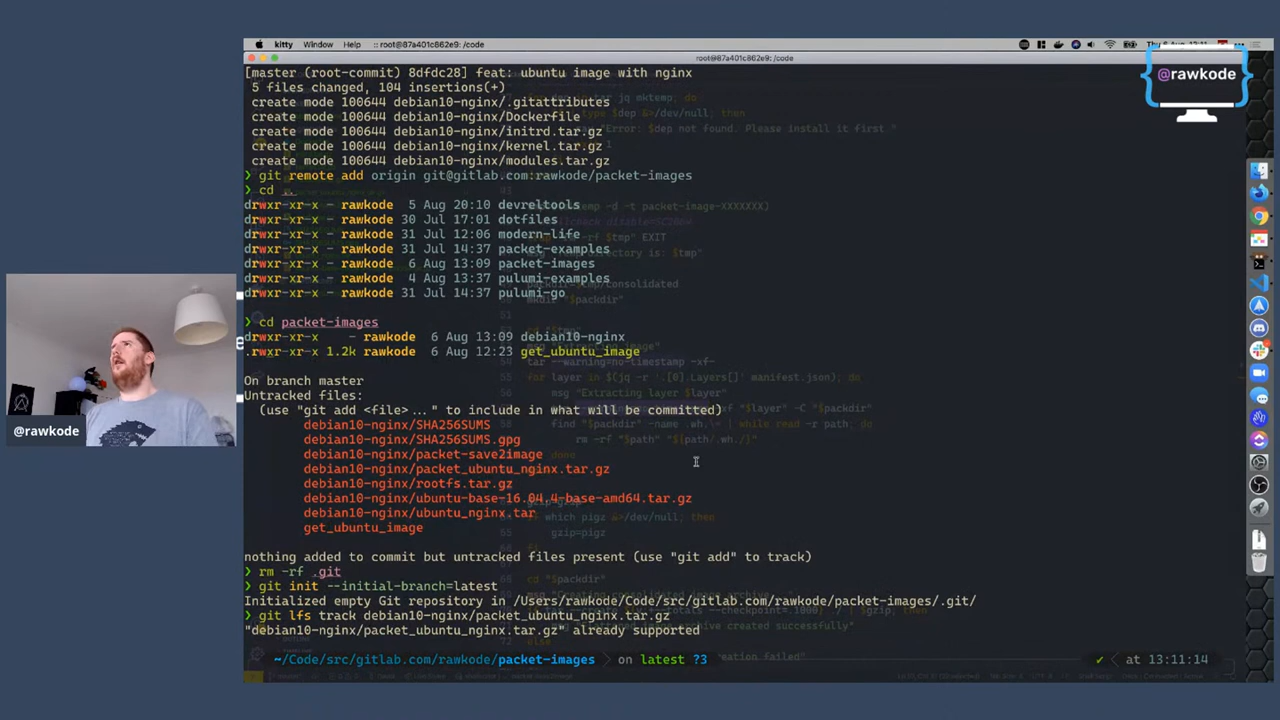 kitty Window Help :: root@87a401c862e9: /code
root@87a401c862e9: /code
@rawkode
[master (root-commit) 8dfdc28] feat: ubuntu image with nginx
5 files changed, 104 insertions(+)
create mode 100644 debian10-nginx/.gitattributes
create mode 100644 debian10-nginx/Dockerfile
create mode 100644 debian10-nginx/initrd.tar.gz
create mode 100644 debian10-nginx/kernel.tar.gz
create mode 100644 debian10-nginx/modules.tar.gz
❯ git remote add origin git@gitlab.com:rawkode/packet-images
❯ cd ..
drwxr-xr-x - rawkode 5 Aug 20:10 devreltools
drwxr-xr-x - rawkode 30 Jul 17:01 dotfiles
drwxr-xr-x - rawkode 31 Jul 12:06 modern-life
drwxr-xr-x - rawkode 31 Jul 14:37 packet-examples
drwxr-xr-x - rawkode 6 Aug 13:09 packet-images
drwxr-xr-x - rawkode 4 Aug 13:37 pulumi-examples
drwxr-xr-x - rawkode 31 Jul 14:37 pulumi-go
❯ cd packet-images
drwxr-xr-x - rawkode 6 Aug 13:09 debian10-nginx
.rwxr-xr-x 1.2k rawkode 6 Aug 12:23 get_ubuntu_image
On branch master
Untracked files:
(use "git add <file>..." to include in what will be committed)
debian10-nginx/SHA256SUMS
debian10-nginx/SHA256SUMS.gpg
debian10-nginx/packet-save2image
debian10-nginx/packet_ubuntu_nginx.tar.gz
debian10-nginx/rootfs.tar.gz
debian10-nginx/ubuntu-base-16.04.4-base-amd64.tar.gz
debian10-nginx/ubuntu_nginx.tar
get_ubuntu_image
nothing added to commit but untracked files present (use "git add" to track)
❯ rm -rf .git
❯ git init --initial-branch=latest
Initialized empty Git repository in /Users/rawkode/Code/src/gitlab.com/rawkode/packet-images/.git/
❯ git lfs track debian10-nginx/packet_ubuntu_nginx.tar.gz
"debian10-nginx/packet_ubuntu_nginx.tar.gz" already supported
~/Code/src/gitlab.com/rawkode/packet-images on latest ?3 ✔ at 13:11:14
@rawkode